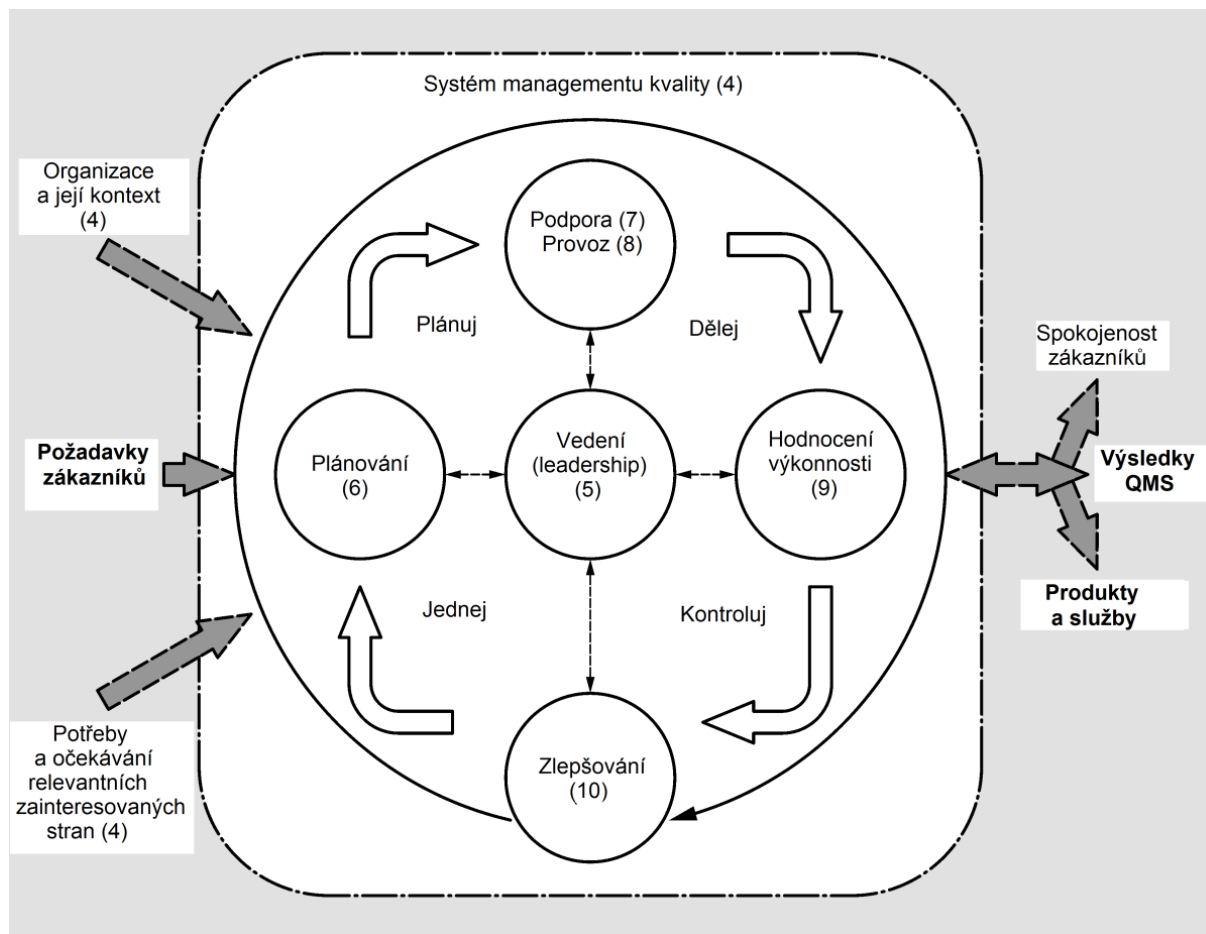 Systém managementu kvality (4)
Organizace
a její kontext
(4)
Podpora (7)
Provoz (8)
Plánuj
Dělej
Spokojenost
zákazníků
Požadavky
zákazníků
Plánování
(6)
Vedení
(leadership)
(5)
Hodnocení
výkonnosti
(9)
Výsledky
QMS
Jednej
Kontroluj
Produkty
a služby
Potřeby
a očekávání
relevantních
zainteresovaných
stran (4)
Zlepšování
(10)